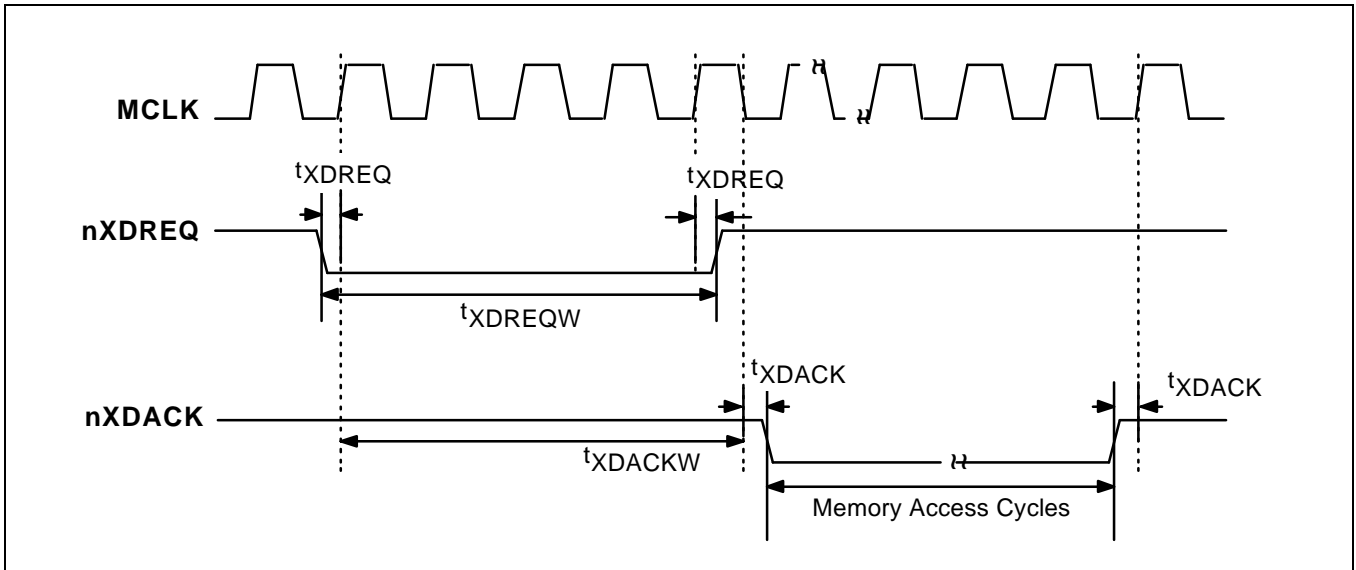 MCLK
tXDREQ
tXDREQ
nXDREQ
tXDREQW
tXDACK
tXDACK
nXDACK
tXDACKW
Memory Access Cycles